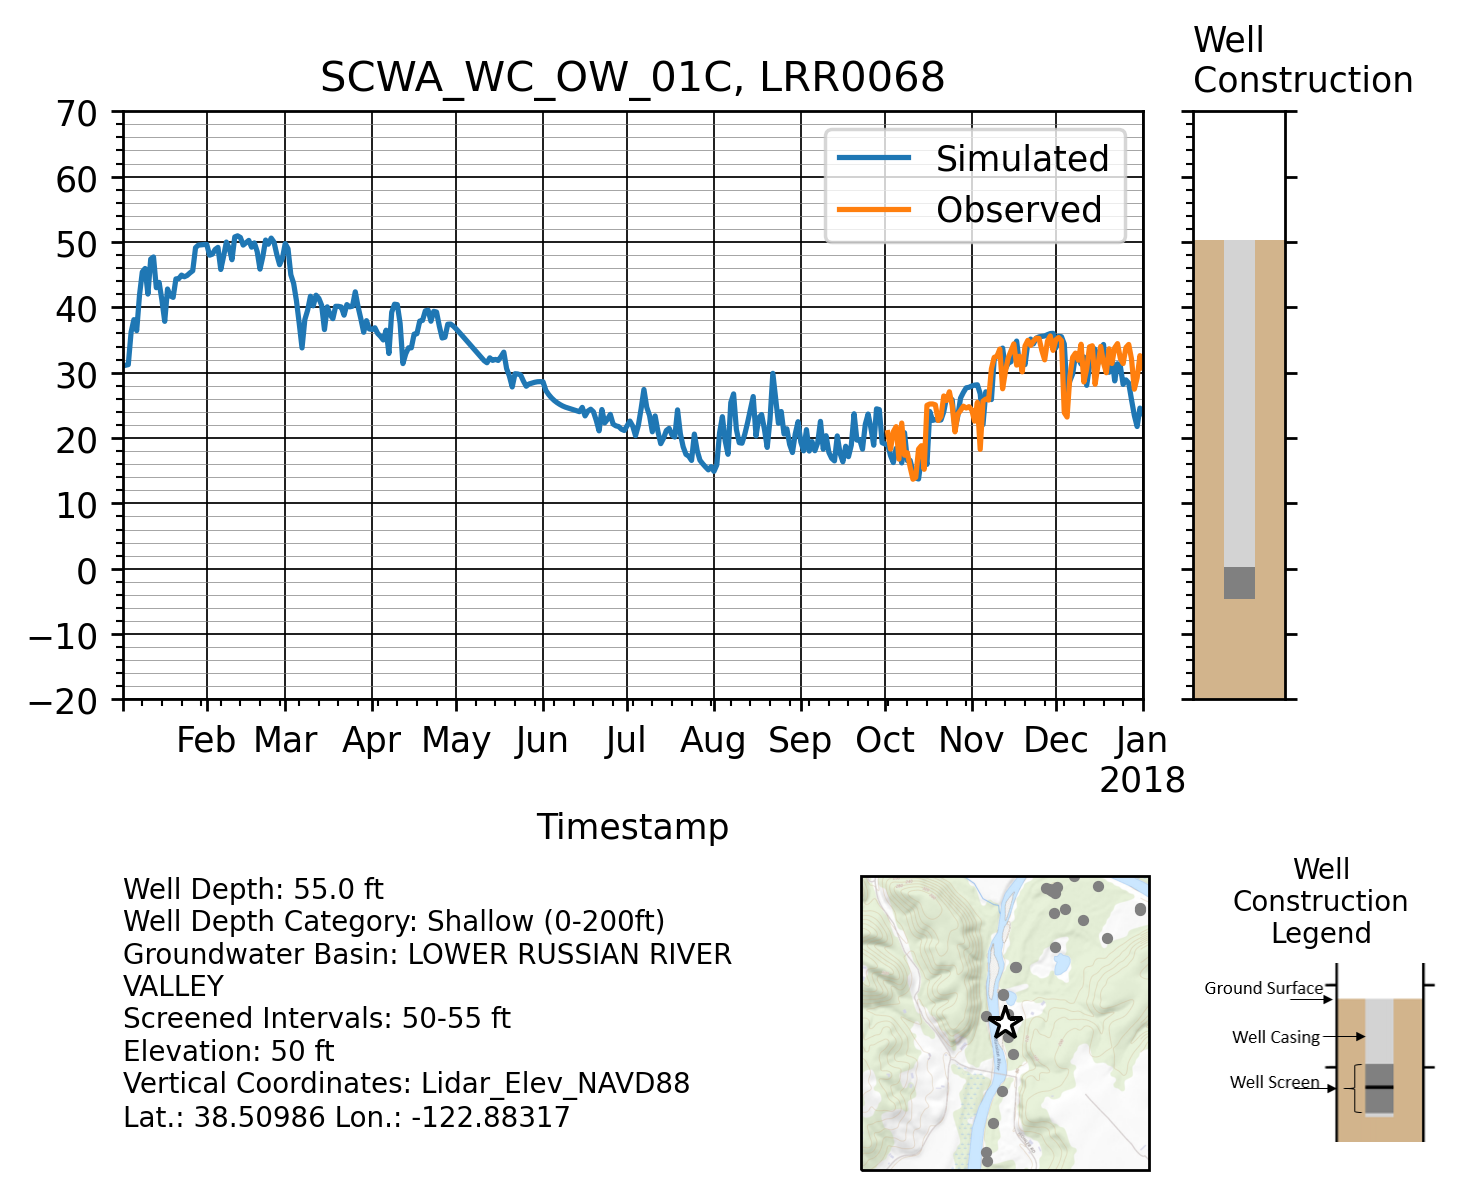 Well
Construction
SCWA_WC_OW_01C, LRR0068
70
60
50
40
30
20
10
0
−10
−20
Simulated
Observed
Feb Mar Apr May Jun Jul Aug Sep Oct Nov Dec Jan
2018
Timestamp
Well Depth: 55.0 ft
Well Depth Category: Shallow (0-200ft)
Groundwater Basin: LOWER RUSSIAN RIVER
VALLEY
Screened Intervals: 50-55 ft
Elevation: 50 ft
Vertical Coordinates: Lidar_Elev_NAVD88
Lat.: 38.50986 Lon.: -122.88317
Well
Construction
Legend
Ground Surface
Well Casing
Well Screen